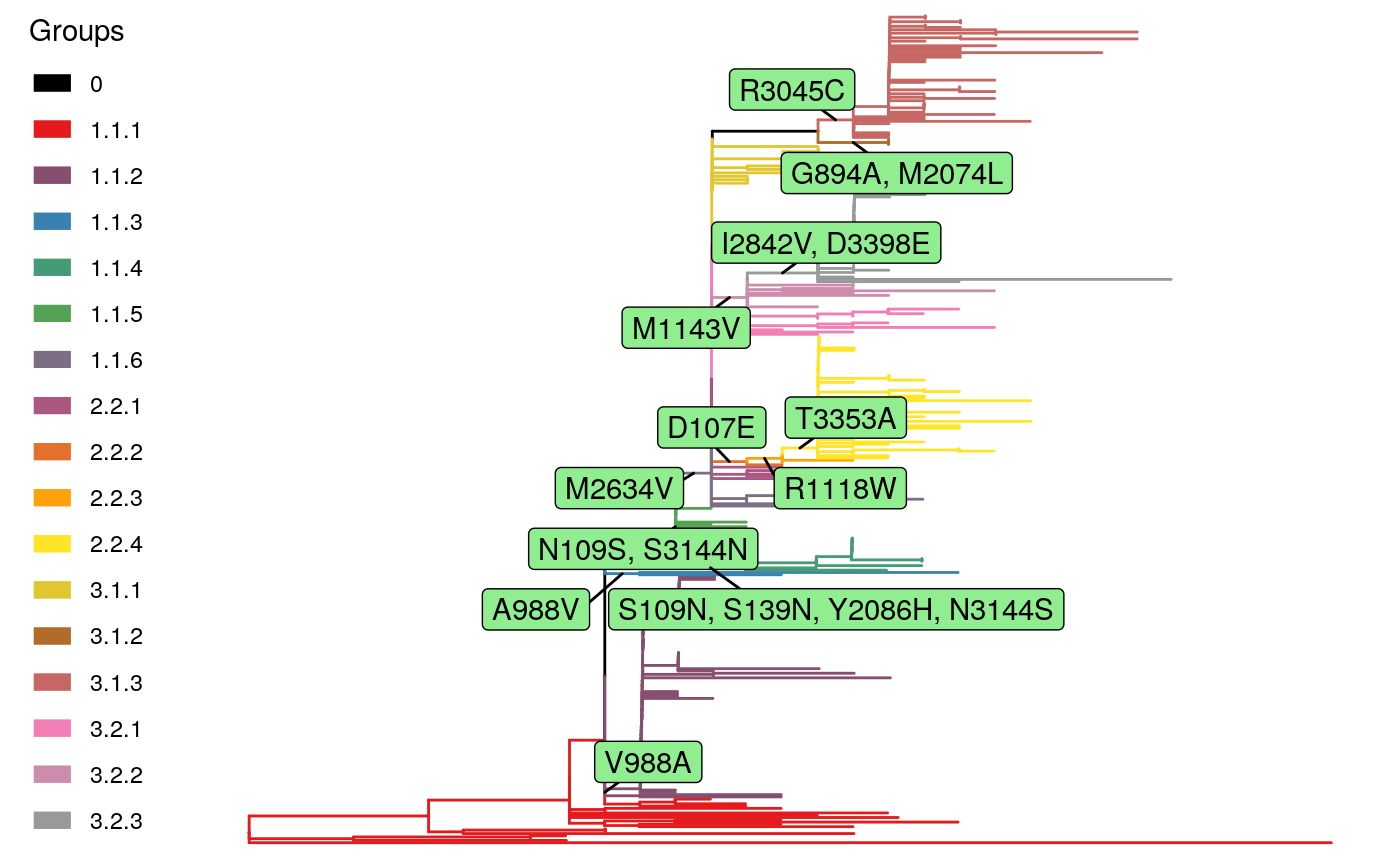 Groups
0
1.1.1
1.1.2
1.1.3
1.1.4
1.1.5
1.1.6
2.2.1
2.2.2
2.2.3
2.2.4
3.1.1
3.1.2
3.1.3
3.2.1
3.2.2
3.2.3
R3045C
G894A, M2074L
I2842V, D3398E
M1143V
T3353A
D107E
M2634V
R1118W
N109S, S3144N
A988V
S109N, S139N, Y2086H, N3144S
V988A